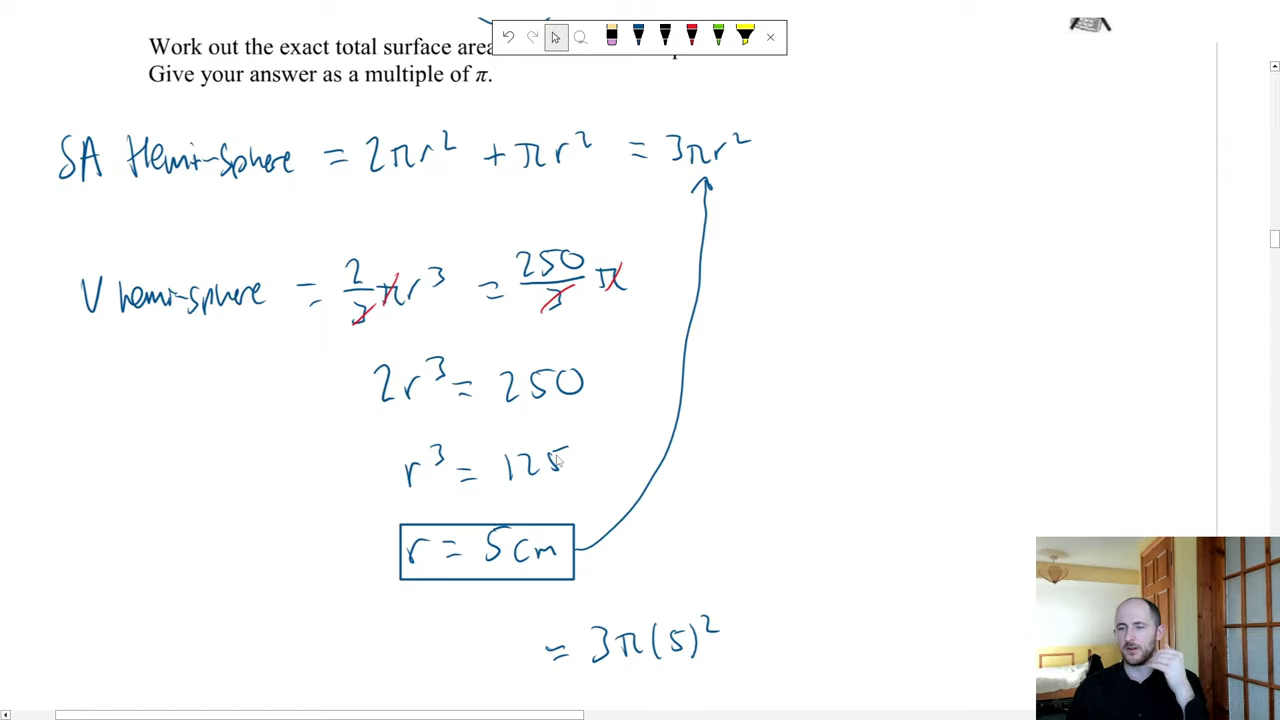 Work out the exact total surface area
Give your answer as a multiple of π.
SA Hemi-sphere = 2πr² + πr² = 3πr²
V hemi-sphere = 2/3 πr³ = 250/3 π
2r³ = 250
r³ = 125
r = 5cm
= 3π(5)²